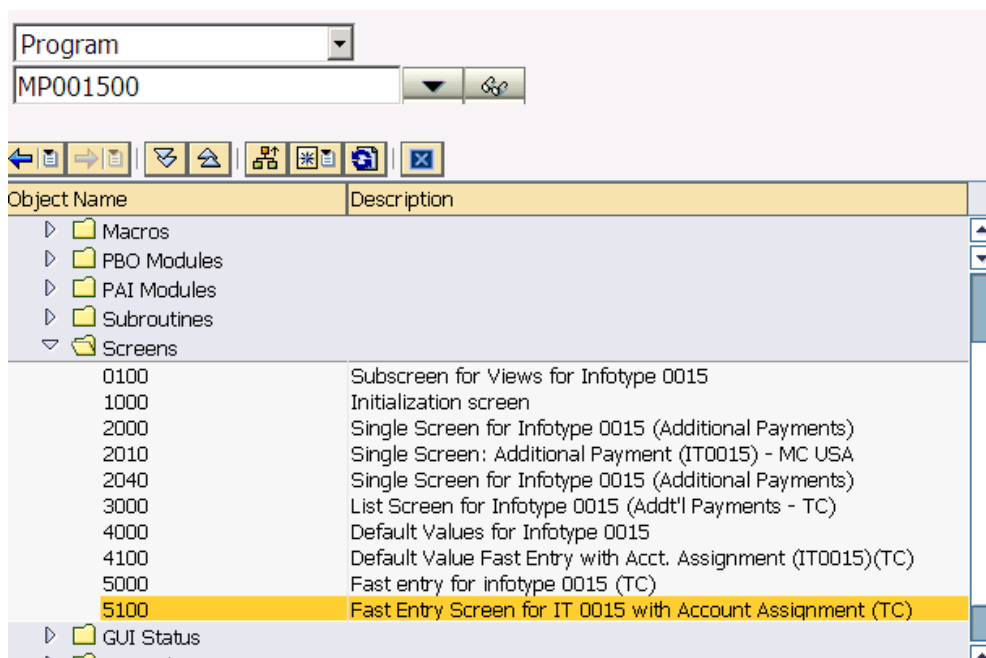 Program
MP001500
Object Name Description
Macros
PBO Modules
PAI Modules
Subroutines
Screens
0100 Subscreen for Views for Infotype 0015
1000 Initialization screen
2000 Single Screen for Infotype 0015 (Additional Payments)
2010 Single Screen: Additional Payment (IT0015) - MC USA
2040 Single Screen for Infotype 0015 (Additional Payments)
3000 List Screen for Infotype 0015 (Addt'l Payments - TC)
4000 Default Values for Infotype 0015
4100 Default Value Fast Entry with Acct. Assignment (IT0015)(TC)
5000 Fast entry for infotype 0015 (TC)
5100 Fast Entry Screen for IT 0015 with Account Assignment (TC)
GUI Status